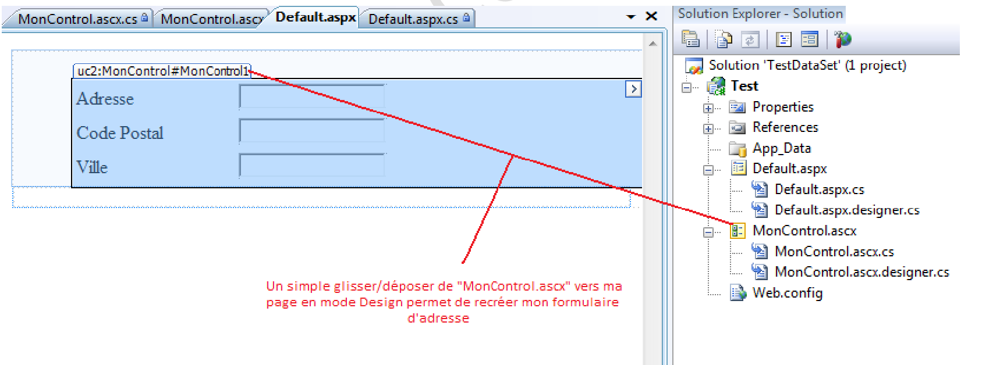 MonControl.ascx.cs
MonControl.ascx
Default.aspx
Default.aspx.cs
uc2:MonControl#MonControl1
Adresse
Code Postal
Ville
Un simple glisser/déposer de "MonControl.ascx" vers ma
page en mode Design permet de recréer mon formulaire
d'adresse
Solution Explorer - Solution
Solution 'TestDataSet' (1 project)
Test
Properties
References
App_Data
Default.aspx
Default.aspx.cs
Default.aspx.designer.cs
MonControl.ascx
MonControl.ascx.cs
MonControl.ascx.designer.cs
Web.config